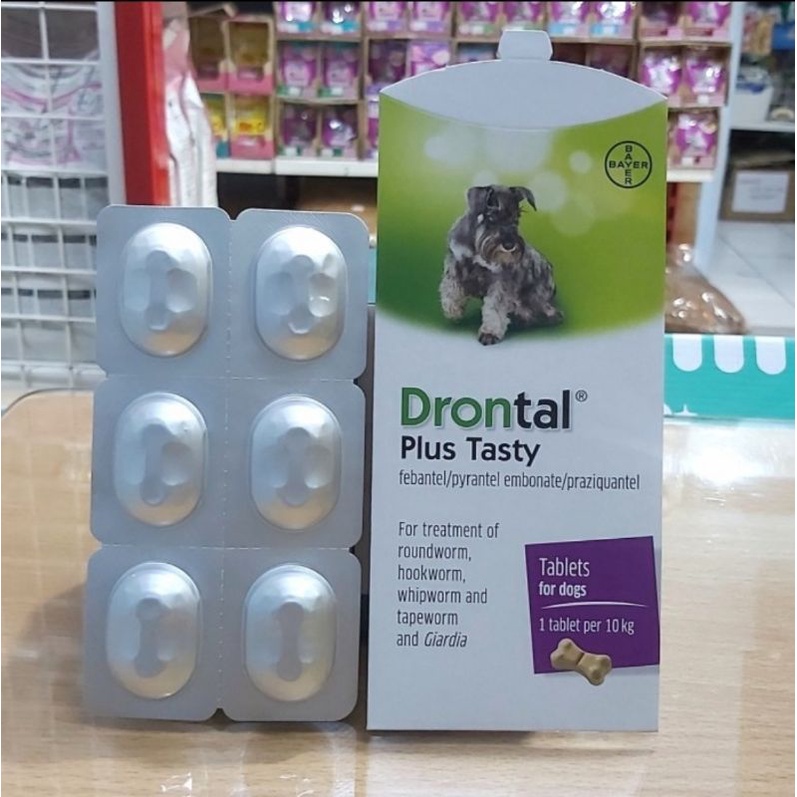 BAYER
BAYER
Drontal®
Plus Tasty
febantel/pyrantel embonate/praziquantel
For treatment of
roundworm,
hookworm,
whipworm and
tapeworm
and Giardia
Tablets
for dogs
1 tablet per 10 kg